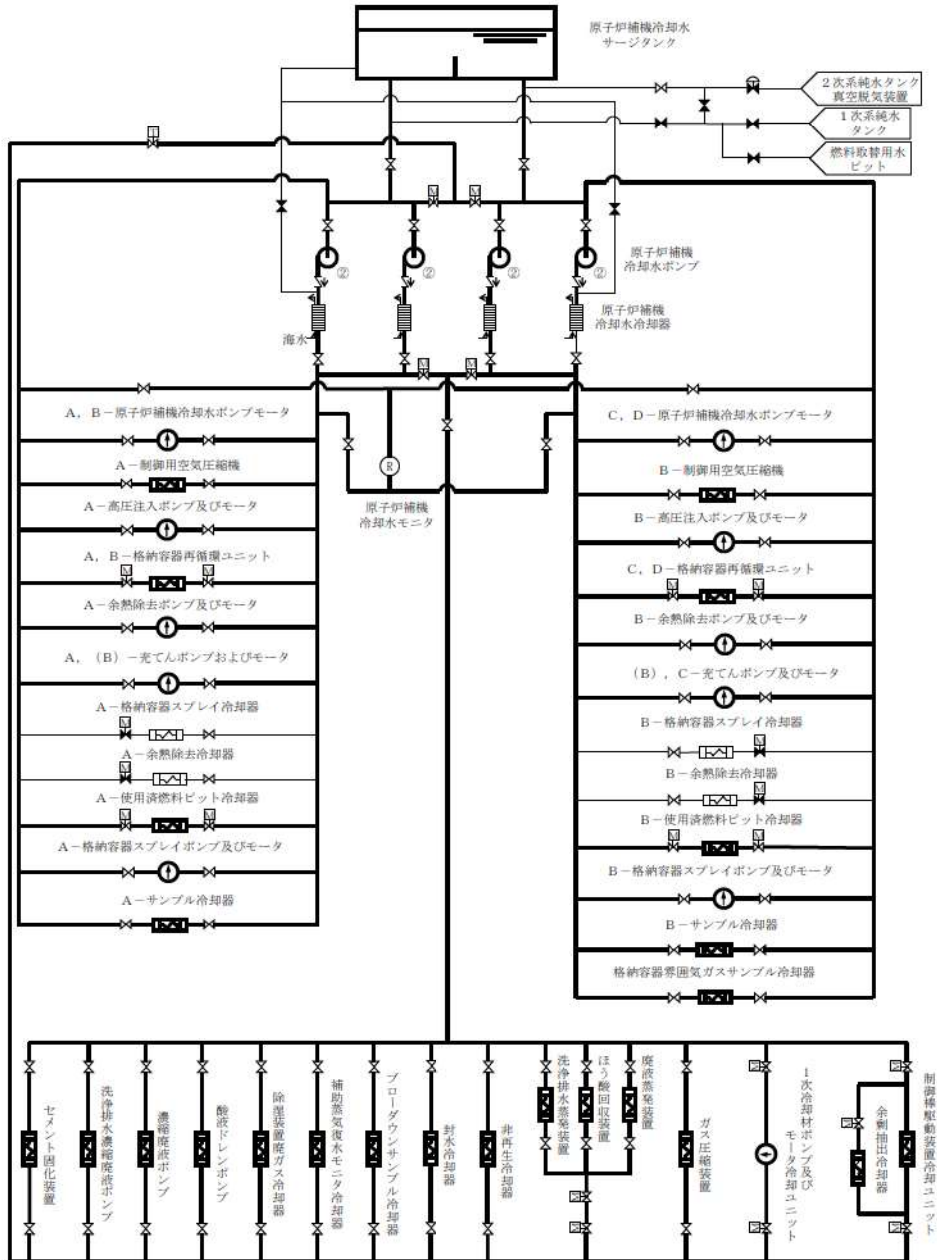 原子炉補機冷却水
サージタンク
2次系純水タンク
真空脱気装置
1次系純水
タンク
燃料取替用水
ピット
T
M
M
原子炉補機
冷却水ポンプ
②
②
②
②
原子炉補機
冷却水冷却器
海水
M
M
A，B－原子炉補機冷却水ポンプモータ
A－制御用空気圧縮機
A－高圧注入ポンプ及びモータ
A，B－格納容器再循環ユニット
M
M
A－余熱除去ポンプ及びモータ
A，（B）－充てんポンプおよびモータ
A－格納容器スプレイ冷却器
M
A－余熱除去冷却器
M
A－使用済燃料ピット冷却器
M
M
A－格納容器スプレイポンプ及びモータ
A－サンプル冷却器
R
原子炉補機
冷却水モニタ
C，D－原子炉補機冷却水ポンプモータ
B－制御用空気圧縮機
B－高圧注入ポンプ及びモータ
C，D－格納容器再循環ユニット
M
M
B－余熱除去ポンプ及びモータ
（B），C－充てんポンプ及びモータ
B－格納容器スプレイ冷却器
M
B－余熱除去冷却器
M
B－使用済燃料ピット冷却器
M
M
B－格納容器スプレイポンプ及びモータ
B－サンプル冷却器
格納容器雰囲気ガスサンプル冷却器
セメント固化装置
洗浄排水濃縮廃液ポンプ
濃縮廃液ポンプ
酸液ドレンポンプ
除湿装置廃ガス冷却器
補助蒸気復水モニタ冷却器
ブローダウンサンプル冷却器
封水冷却器
非再生冷却器
洗浄排水蒸発装置
ほう酸回収装置
廃液蒸発装置
M
M
ガス圧縮装置
M
M
1次冷却材ポンプ及び
モータ冷却ユニット
M
余剰抽出冷却器
M
M
制御棒駆動装置冷却ユニット